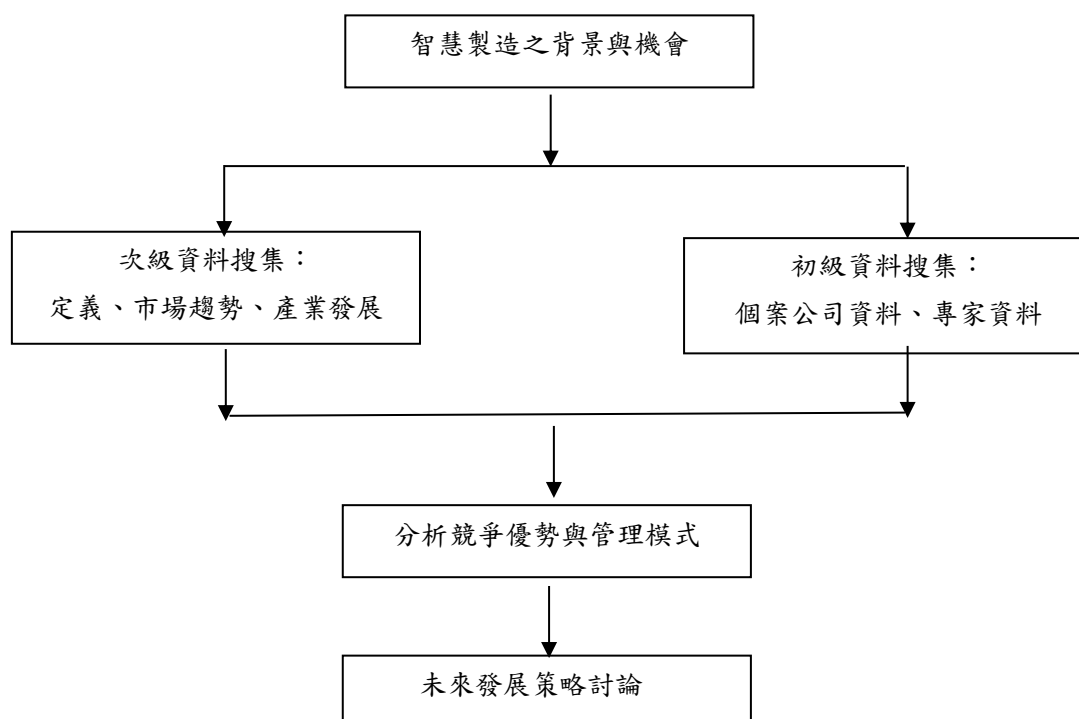 智慧製造之背景與機會
次級資料搜集：
定義、市場趨勢、產業發展
初級資料搜集：
個案公司資料、專家資料
分析競爭優勢與管理模式
未來發展策略討論